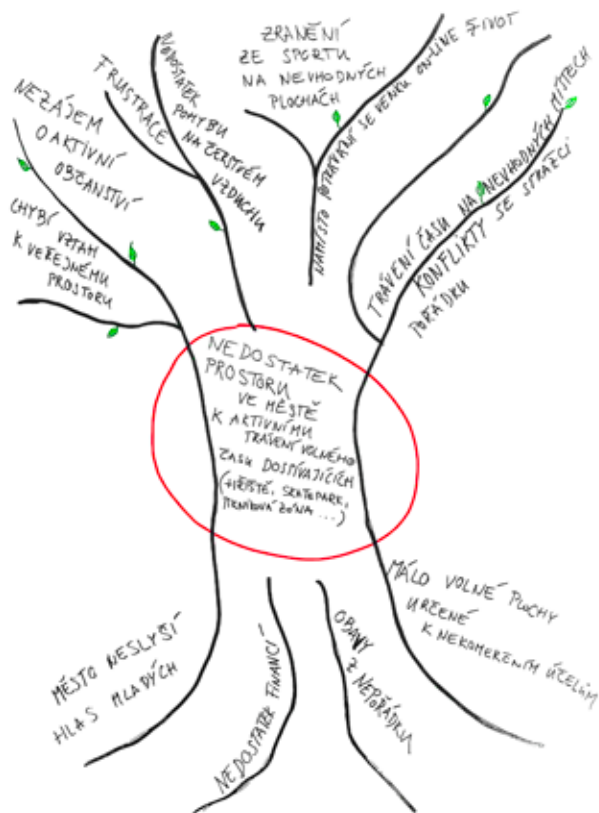 NEZÁJEM
O AKTIVNÍ
OBČANSTVÍ
CHYBÍ VZTAH
K VEŘEJNÉMU
PROSTORU
FRUSTRACE
NEDOSTATEK
POHYBU
NA ČERSTVÉM
VZDUCHU
ZRANĚNÍ
ZE SPORTU
NA NEVHODNÝCH
PLOCHÁCH
NAMÍSTO POTKÁVÁNÍ SE VENKU ON-LINE ŽIVOT
TRÁVENÍ ČASU NA NEVHODNÝCH MÍSTECH
KONFLIKTY SE STRÁŽCI
POŘÁDKU
NEDOSTATEK
PROSTORU
VE MĚSTĚ
K AKTIVNÍMU
TRÁVENÍ VOLNÉHO
ČASU DOSPÍVAJÍCÍCH
(HŘIŠTĚ, SKATEPARK,
PIKNIKOVÁ ZÓNA ...)
MĚSTO NESLYŠÍ
HLAS MLADÝCH
NEDOSTATEK FINANCÍ
OBAVY
Z NEPOŘÁDKU
MÁLO VOLNÉ PLOCHY
URČENÉ
K NEKOMERČNÍM ÚČELŮM